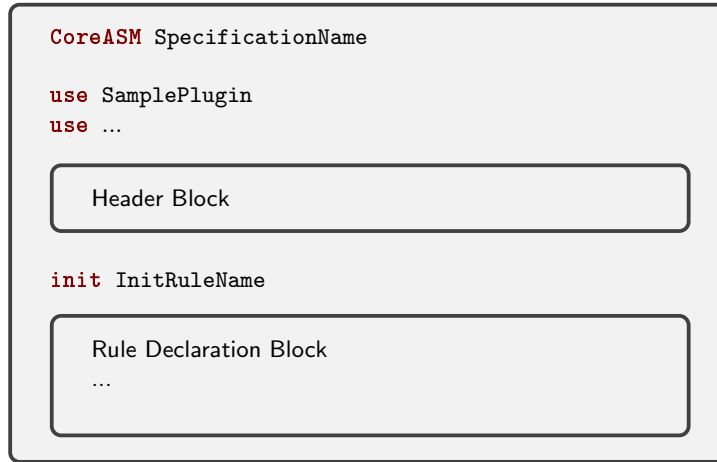 CoreASM SpecificationName
use SamplePlugin
use ...
Header Block
init InitRuleName
Rule Declaration Block
...